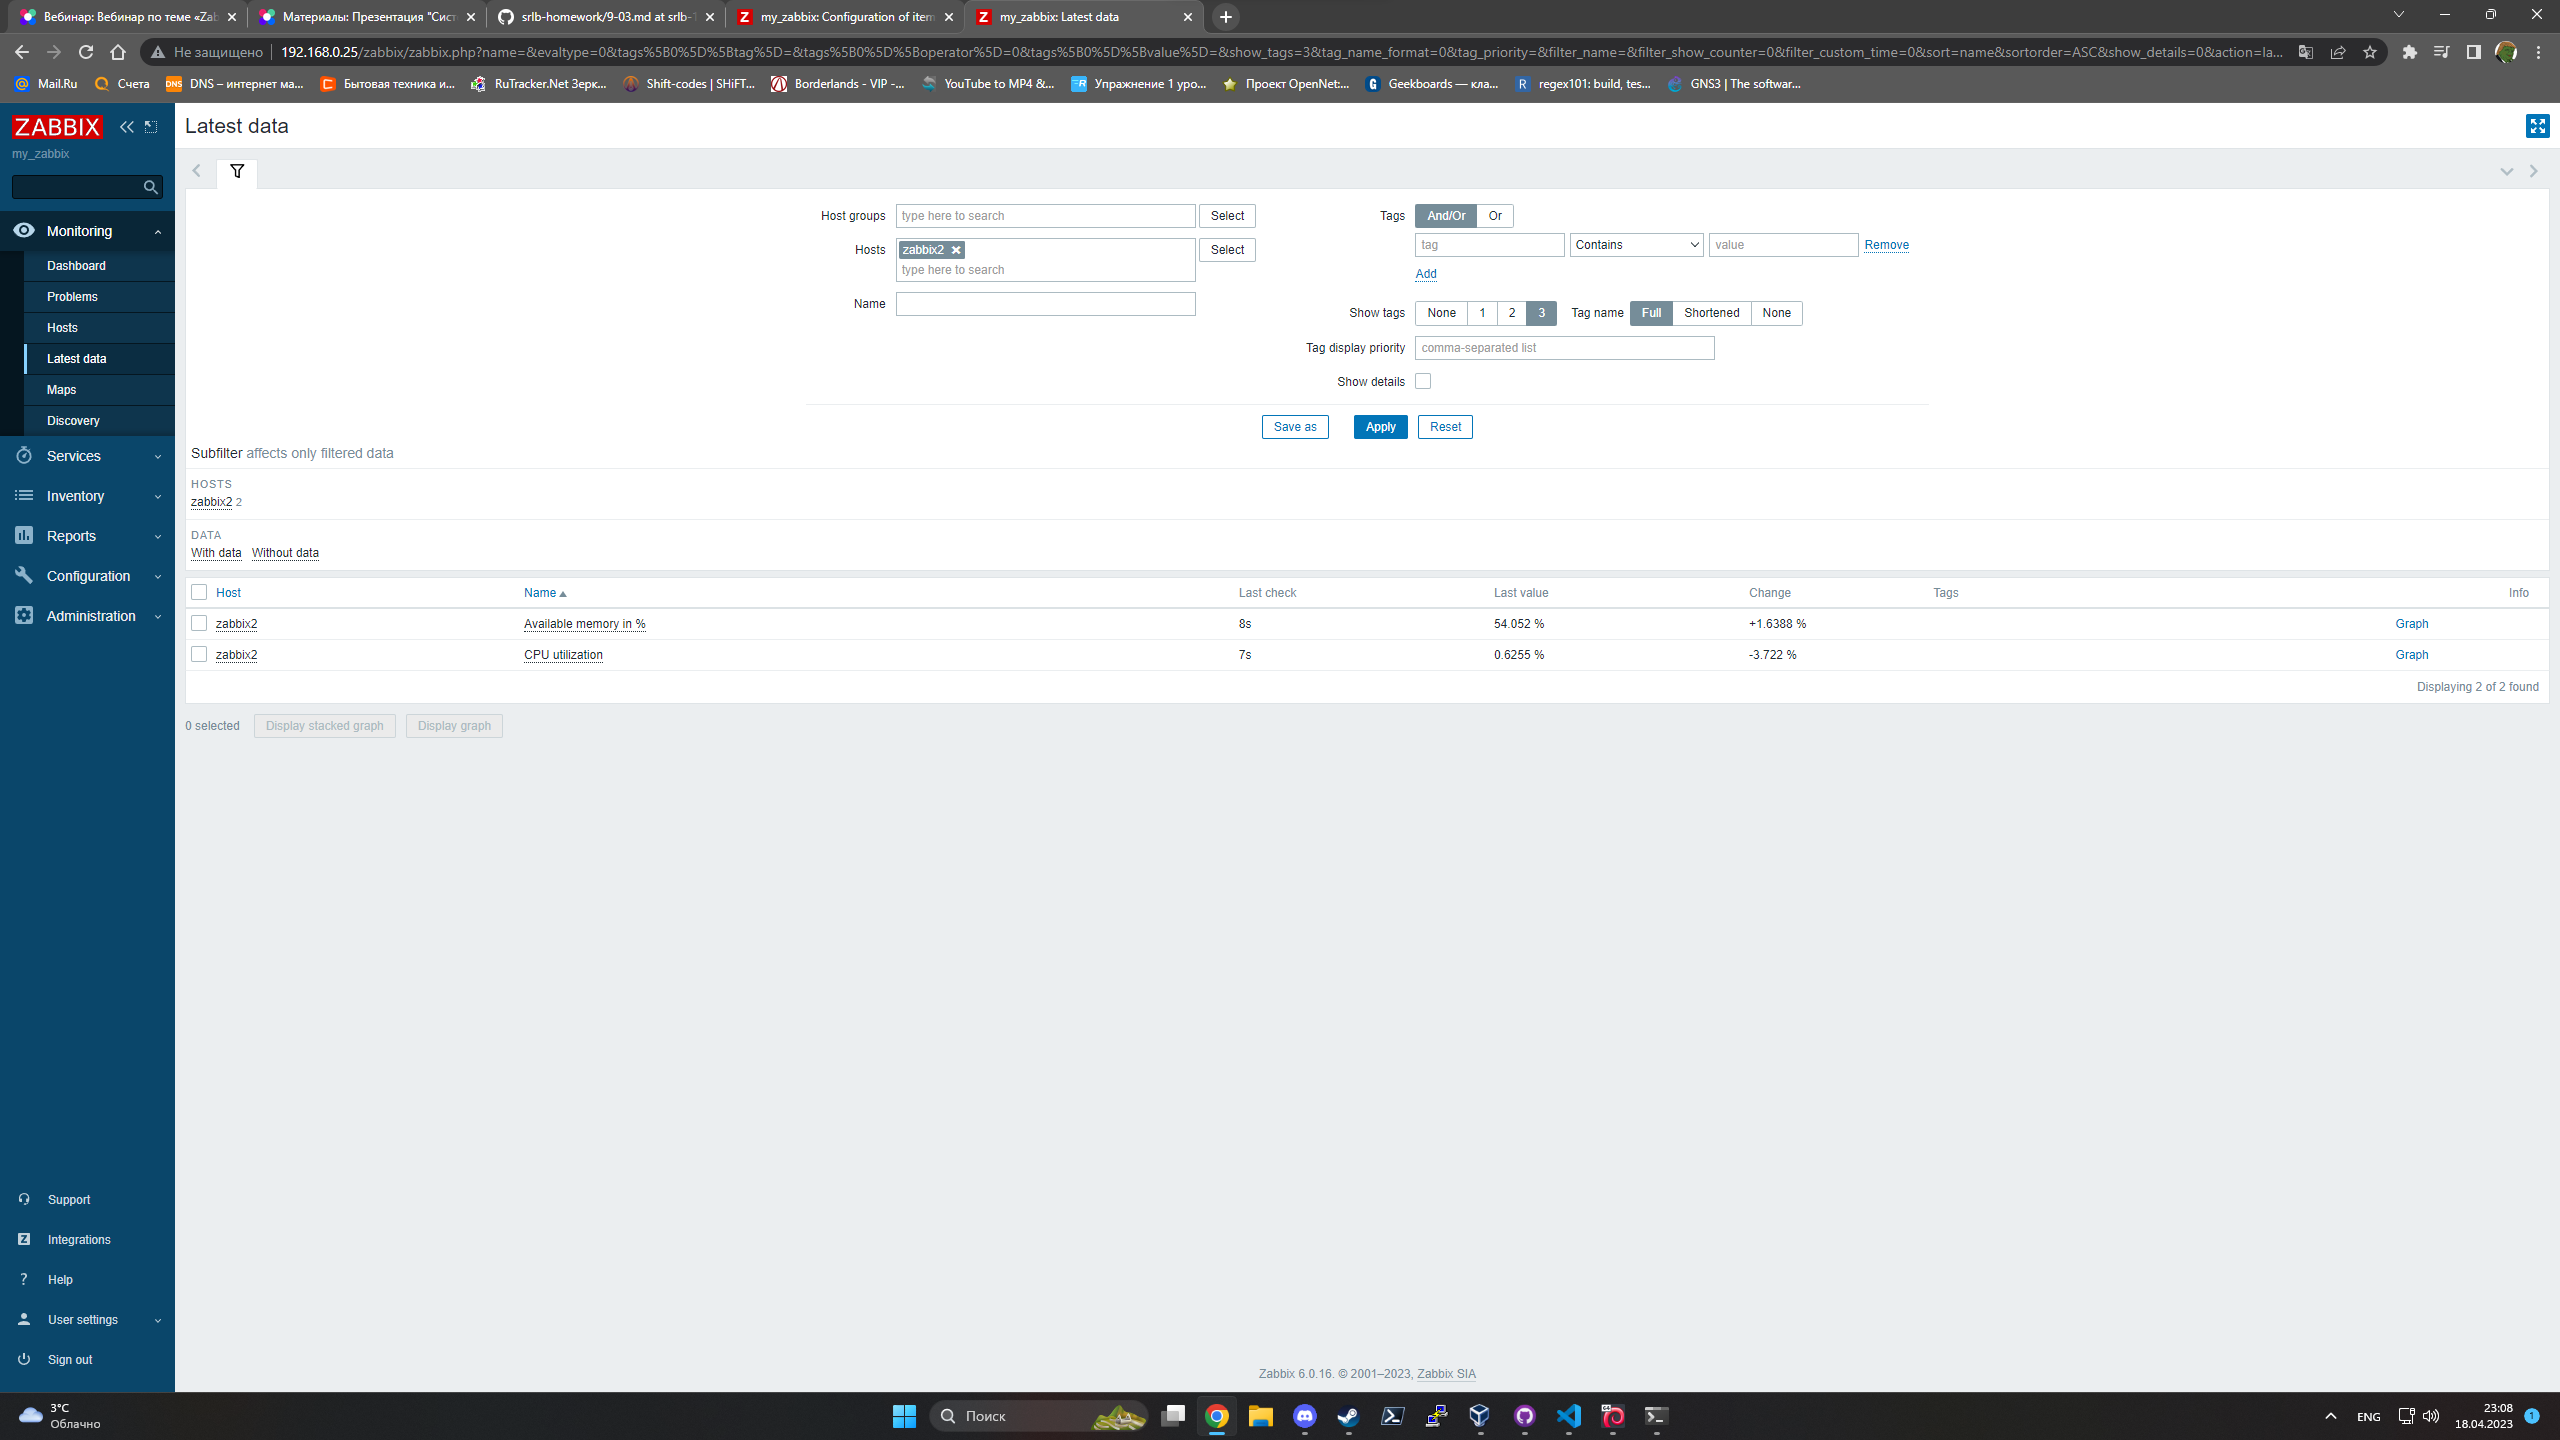 Вебинар: Вебинар по теме «Zab
Материалы: Презентация "Сист
srlb-homework/9-03.md at srlb-1
my_zabbix: Configuration of item
my_zabbix: Latest data
Не защищено
192.168.0.25/zabbix/zabbix.php?name=&evaltype=0&tags%5B0%5D%5Btag%5D=&tags%5B0%5D%5Boperator%5D=0&tags%5B0%5D%5Bvalue%5D=&show_tags=3&tag_name_format=0&tag_priority=&filter_name=&filter_show_counter=0&filter_custom_time=0&sort=name&sortorder=ASC&show_details=0&action=la...
Mail.Ru
Счета
DNS – интернет ма...
Бытовая техника и...
RuTracker.Net Зерк...
Shift-codes | SHiFT...
Borderlands - VIP -...
YouTube to MP4 &...
Упражнение 1 уро...
Проект OpenNet:...
Geekboards — кла...
regex101: build, tes...
GNS3 | The softwar...
ZABBIX
my_zabbix
Monitoring
Dashboard
Problems
Hosts
Latest data
Maps
Discovery
Services
Inventory
Reports
Configuration
Administration
Support
Integrations
Help
User settings
Sign out
Latest data
Host groups type here to search Select
Hosts zabbix2 Select
type here to search
Name
Tags And/Or Or
tag Contains value Remove
Add
Show tags None 1 2 3 Tag name Full Shortened None
Tag display priority comma-separated list
Show details
Save as Apply Reset
Subfilter affects only filtered data
HOSTS
zabbix2 2
DATA
With data Without data
Host Name Last check Last value Change Tags Info
zabbix2 Available memory in % 8s 54.052 % +1.6388 % Graph
zabbix2 CPU utilization 7s 0.6255 % -3.722 % Graph
Displaying 2 of 2 found
0 selected Display stacked graph Display graph
Zabbix 6.0.16. © 2001–2023, Zabbix SIA
3°C
Облачно
Поиск
ENG
23:08
18.04.2023
1